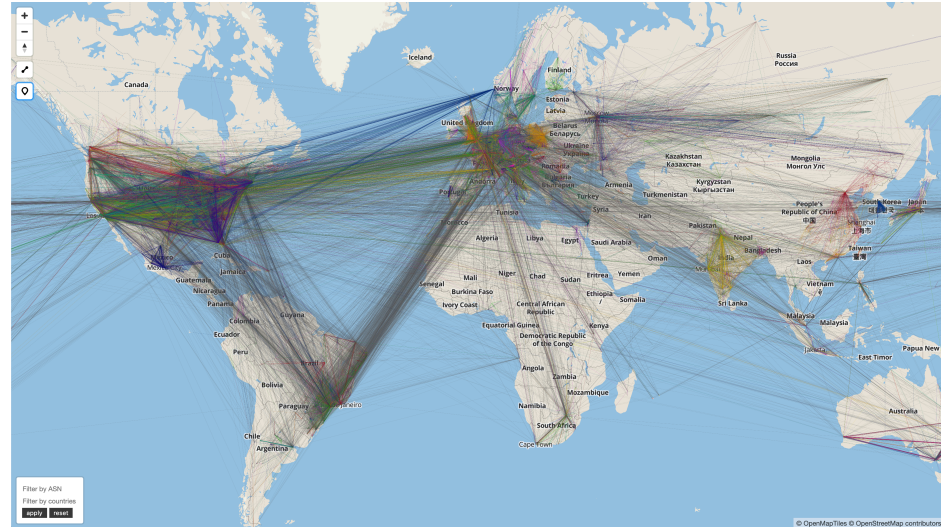 Iceland
Russia
Россия
Canada
Finland
Norway
Estonia
Latvia
United Kingdom
Belarus
Беларусь
Ukraine
Kazakhstan
Казахстан
Mongolia
Монгол Улс
Romania
Andorra
Kyrgyzstan
Кыргызстан
Armenia
Turkmenistan
Turkey
Tunisia
Syria
Iran
People's
Republic of China
中国
South Korea
Japan
Shanghai
上海市
Morocco
Algeria
Libya
Egypt
Pakistan
Nepal
Bangladesh
India
Taiwan
臺灣
Saudi Arabia
Oman
Laos
Cuba
Mexico
Jamaica
Guatemala
Nicaragua
Panama
Mali
Niger
Chad
Sudan
Eritrea
Yemen
Senegal
Burkina Faso
Ethiopia
/
Somalia
Vietnam
Sri Lanka
Ivory Coast
Central African
Republic
Guyana
Colombia
Ecuador
Equatorial Guinea
Kenya
Malaysia
Malaysia
Democratic Republic
of the Congo
Peru
Brazil
Jakarta
East Timor
Papua New
Angola
Zambia
Bolivia
Mozambique
Namibia
Paraguay
Janeiro
Australia
South Africa
Chile
Argentina
Cape Town
Filter by ASN
Filter by countries
apply reset
© OpenMapTiles © OpenStreetMap contributors